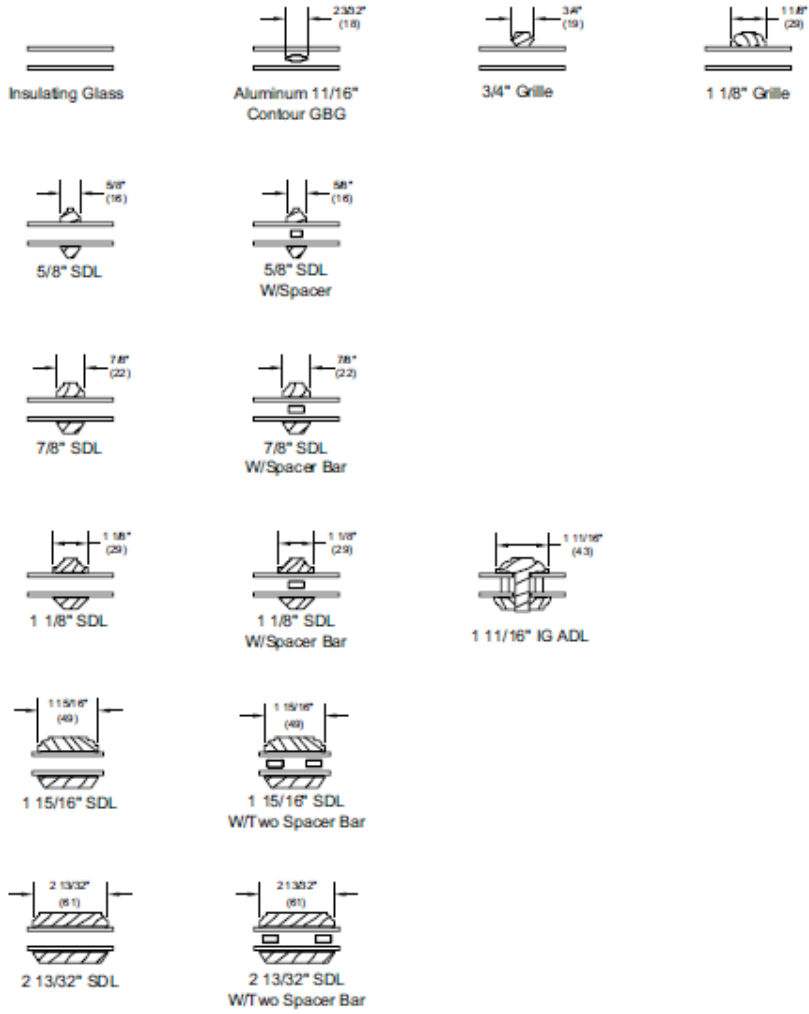 23/32"
(18)
3/4"
(19)
1 1/8"
(29)
Insulating Glass
Aluminum 11/16"
Contour GBG
3/4" Grille
1 1/8" Grille
5/8"
(16)
5/8"
(16)
5/8" SDL
5/8" SDL
W/Spacer
7/8"
(22)
7/8"
(22)
7/8" SDL
7/8" SDL
W/Spacer Bar
1 1/8"
(29)
1 1/8"
(29)
1 11/16"
(43)
1 1/8" SDL
1 1/8" SDL
W/Spacer Bar
1 11/16" IG ADL
1 15/16"
(49)
1 15/16"
(49)
1 15/16" SDL
1 15/16" SDL
W/Two Spacer Bar
2 13/32"
(61)
2 13/32"
(61)
2 13/32" SDL
2 13/32" SDL
W/Two Spacer Bar